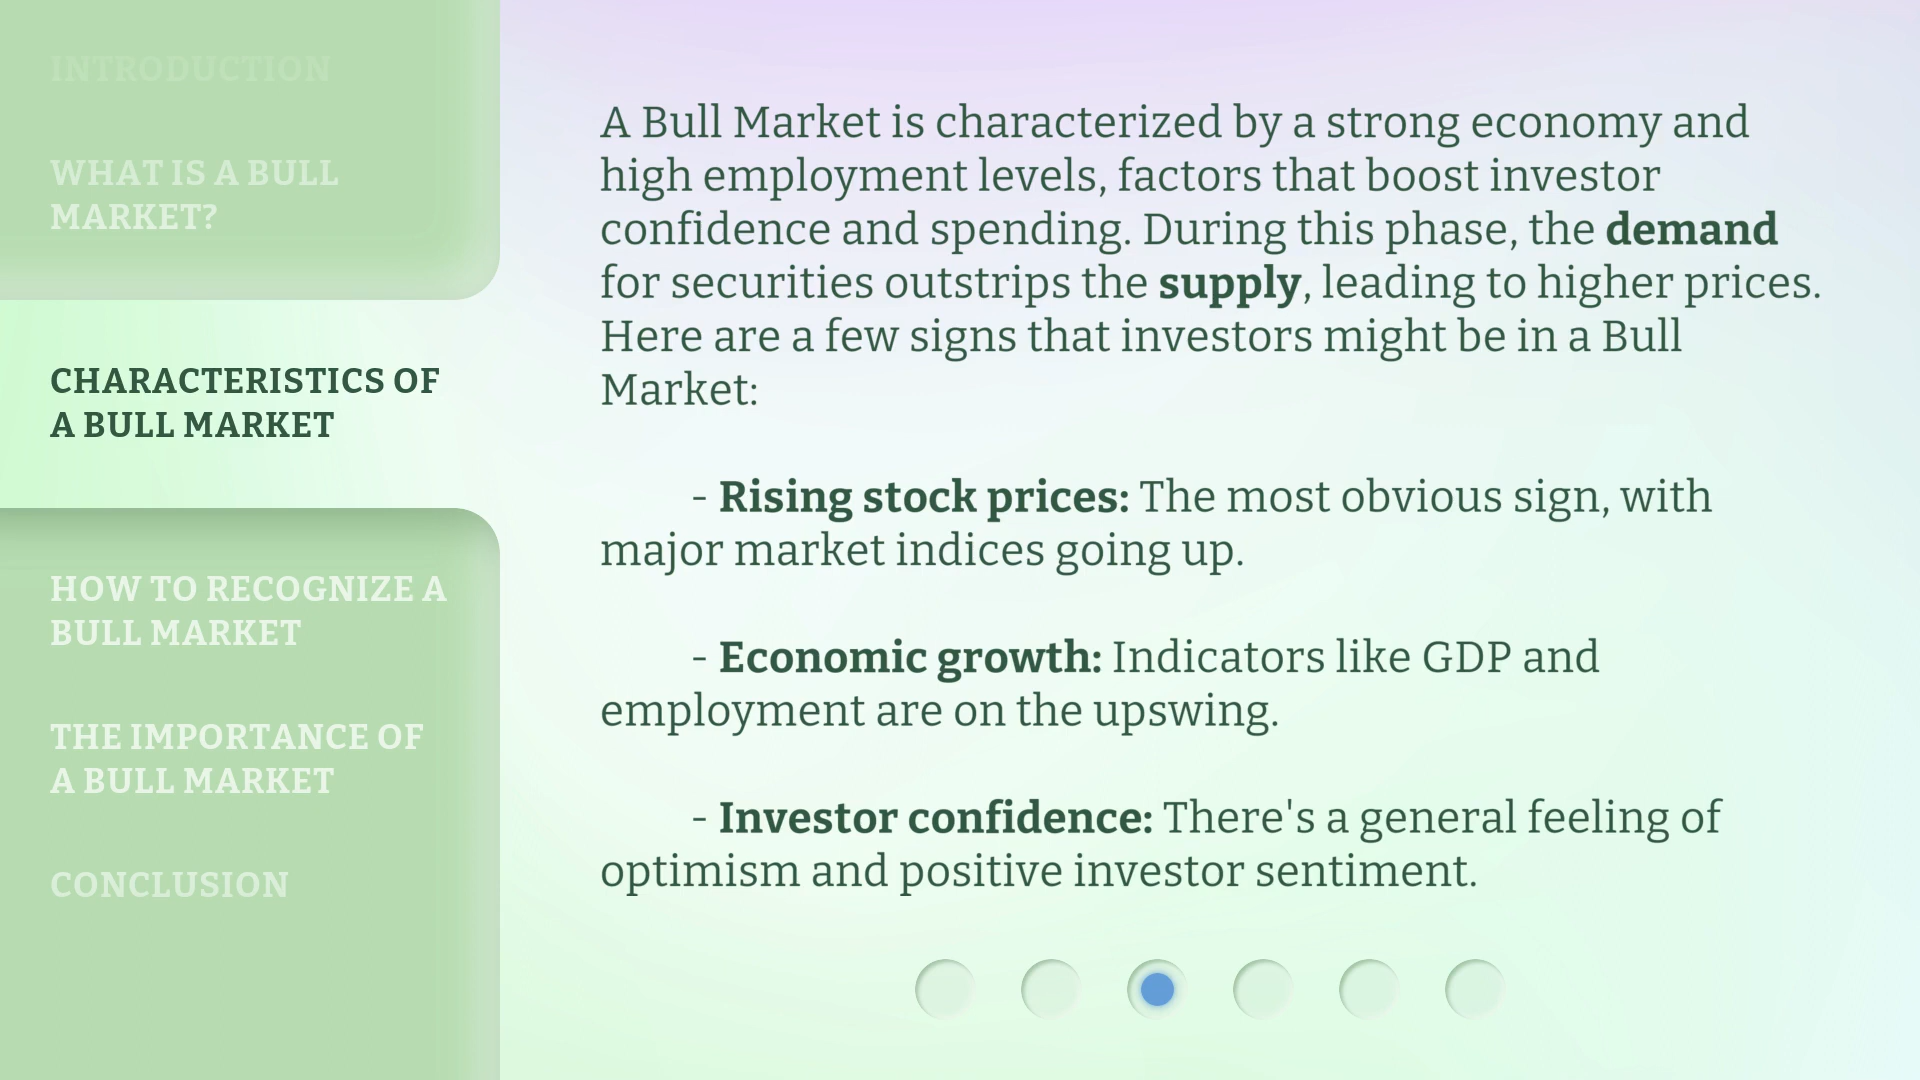 INTRODUCTION
WHAT IS A BULL
MARKET?
CHARACTERISTICS OF
A BULL MARKET
HOW TO RECOGNIZE A
BULL MARKET
THE IMPORTANCE OF
A BULL MARKET
CONCLUSION
A Bull Market is characterized by a strong economy and
high employment levels, factors that boost investor
confidence and spending. During this phase, the demand
for securities outstrips the supply, leading to higher prices.
Here are a few signs that investors might be in a Bull
Market:
- Rising stock prices: The most obvious sign, with
major market indices going up.
- Economic growth: Indicators like GDP and
employment are on the upswing.
- Investor confidence: There's a general feeling of
optimism and positive investor sentiment.